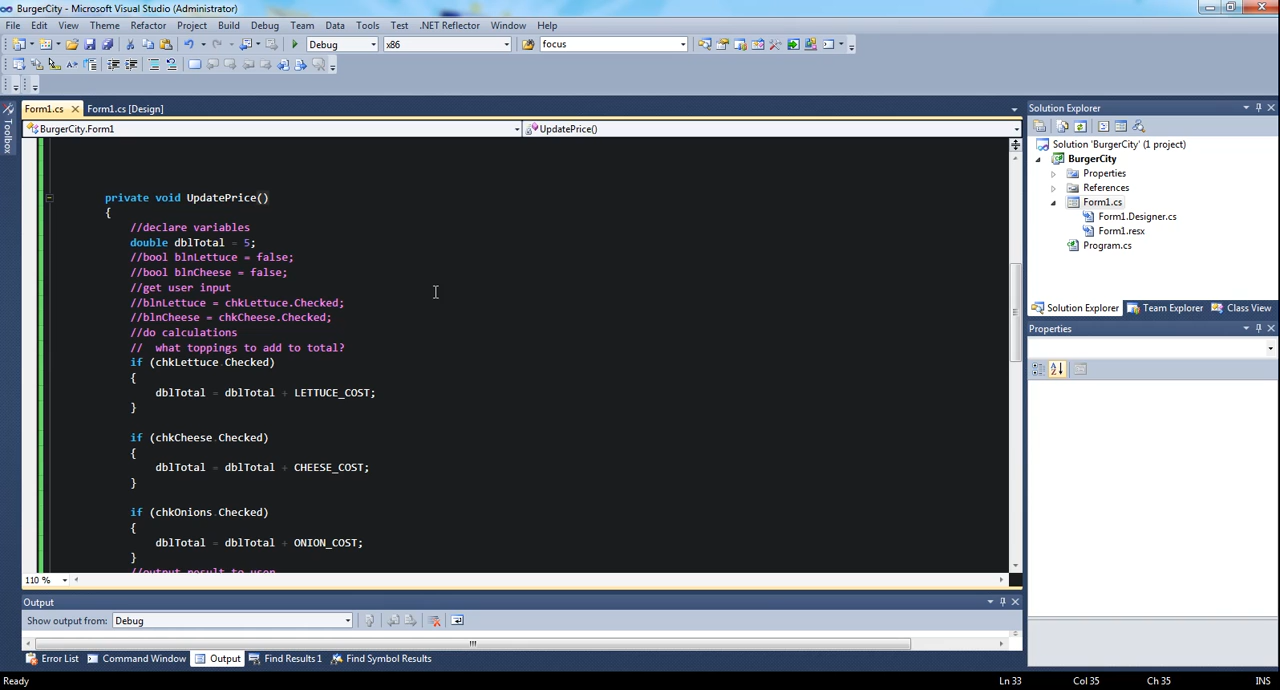 BurgerCity - Microsoft Visual Studio (Administrator)
File Edit View Theme Refactor Project Build Debug Team Data Tools Test .NET Reflector Window Help
Debug x86 focus
Form1.cs Form1.cs [Design]
BurgerCity.Form1 UpdatePrice()
private void UpdatePrice()
{
//declare variables
double dblTotal = 5;
//bool blnLettuce = false;
//bool blnCheese = false;
//get user input
//blnLettuce = chkLettuce.Checked;
//blnCheese = chkCheese.Checked;
//do calculations
// what toppings to add to total?
if (chkLettuce.Checked)
{
dblTotal = dblTotal + LETTUCE_COST;
}
if (chkCheese.Checked)
{
dblTotal = dblTotal + CHEESE_COST;
}
if (chkOnions.Checked)
{
dblTotal = dblTotal + ONION_COST;
}
//output result to user
110 %
Toolbox
Output
Show output from: Debug
Error List Command Window Output Find Results 1 Find Symbol Results
Ready Ln 33 Col 35 Ch 35 INS
Solution Explorer
Solution 'BurgerCity' (1 project)
BurgerCity
Properties
References
Form1.cs
Form1.Designer.cs
Form1.resx
Program.cs
Solution Explorer Team Explorer Class View
Properties